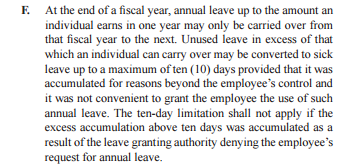 F. At the end of a fiscal year, annual leave up to the amount an
individual earns in one year may only be carried over from
that fiscal year to the next. Unused leave in excess of that
which an individual can carry over may be converted to sick
leave up to a maximum of ten (10) days provided that it was
accumulated for reasons beyond the employee's control and
it was not convenient to grant the employee the use of such
annual leave. The ten-day limitation shall not apply if the
excess accumulation above ten days was accumulated as a
result of the leave granting authority denying the employee's
request for annual leave.